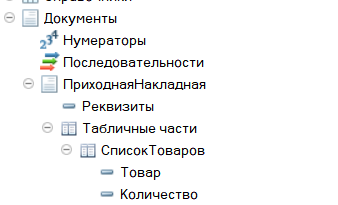 Документы
Нумераторы
Последовательности
ПриходнаяНакладная
Реквизиты
Табличные части
СписокТоваров
Товар
Количество